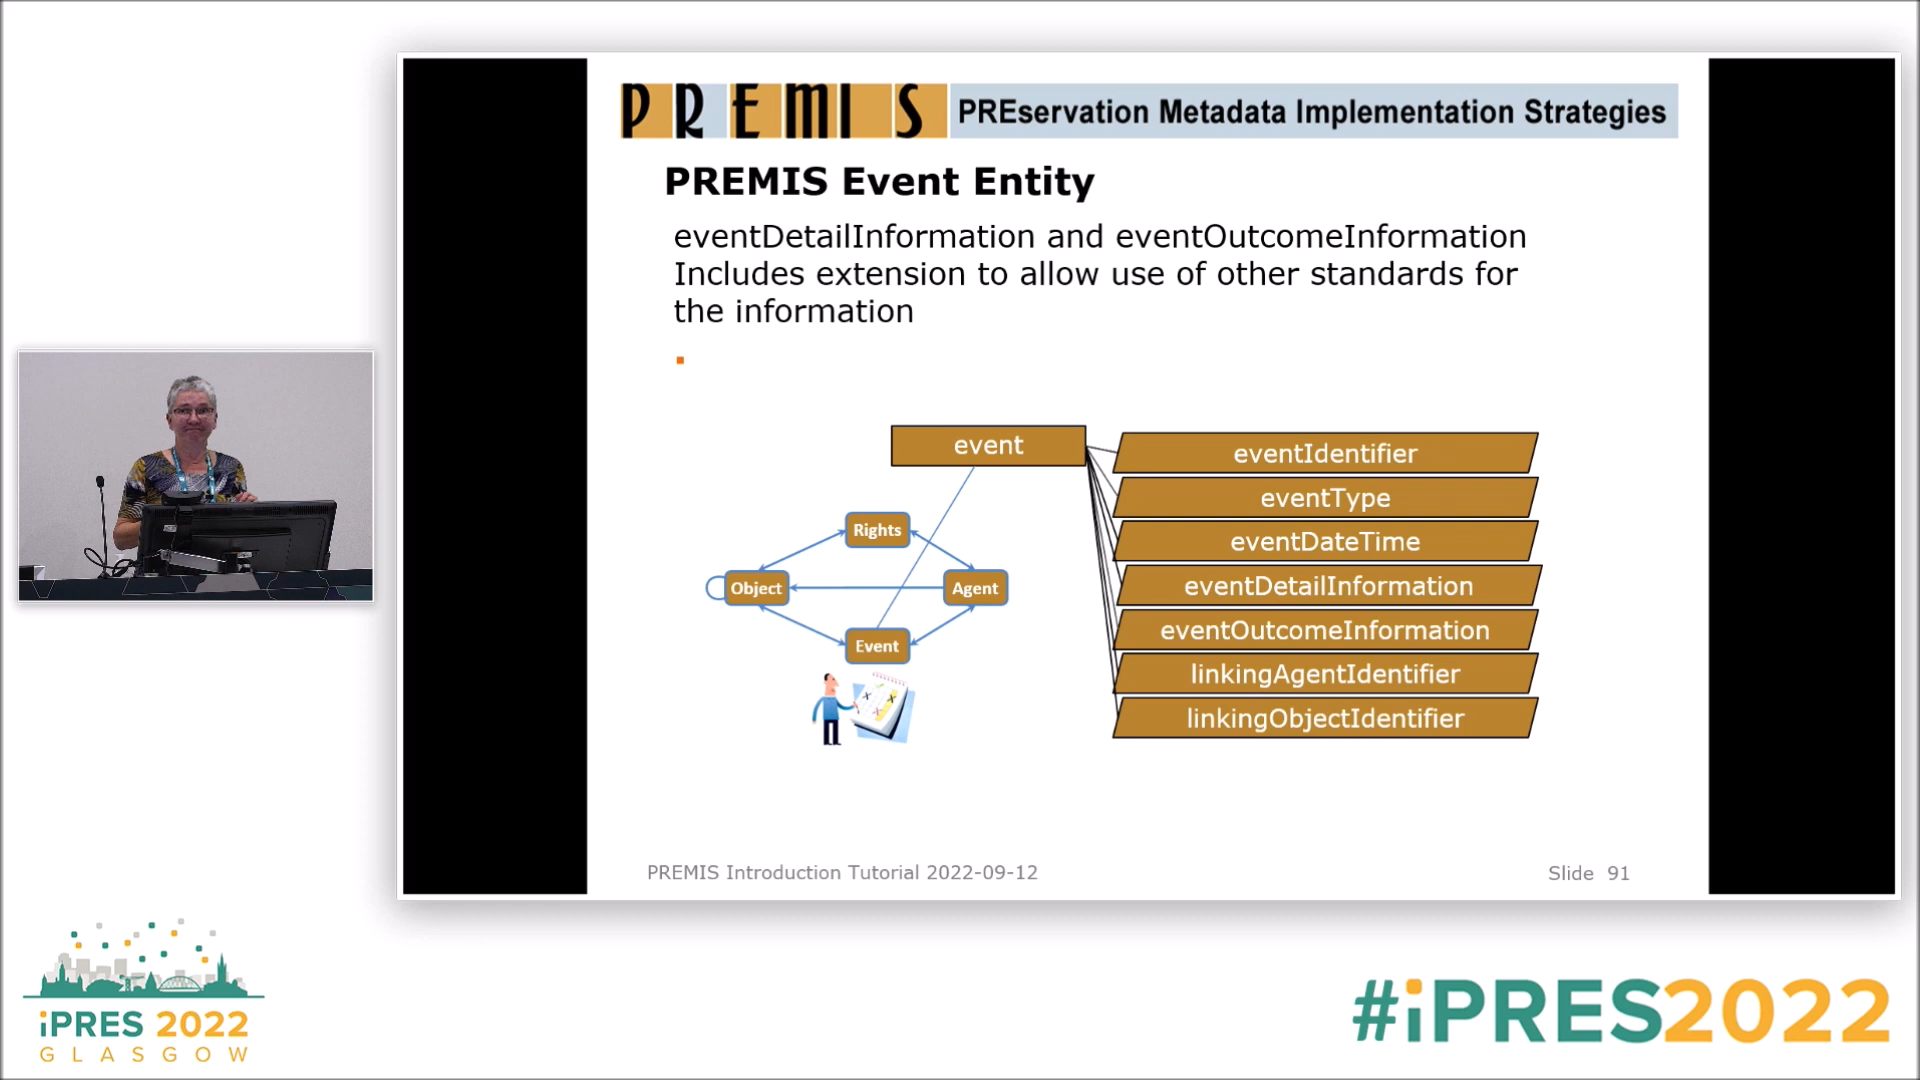 PREMIS PREservation Metadata Implementation Strategies
PREMIS Event Entity
eventDetailInformation and eventOutcomeInformation
Includes extension to allow use of other standards for
the information
event
eventIdentifier
eventType
eventDateTime
eventDetailInformation
eventOutcomeInformation
linkingAgentIdentifier
linkingObjectIdentifier
Rights
Object
Agent
Event
PREMIS Introduction Tutorial 2022-09-12
Slide 91
iPRES 2022
GLASGOW
#iPRES2022